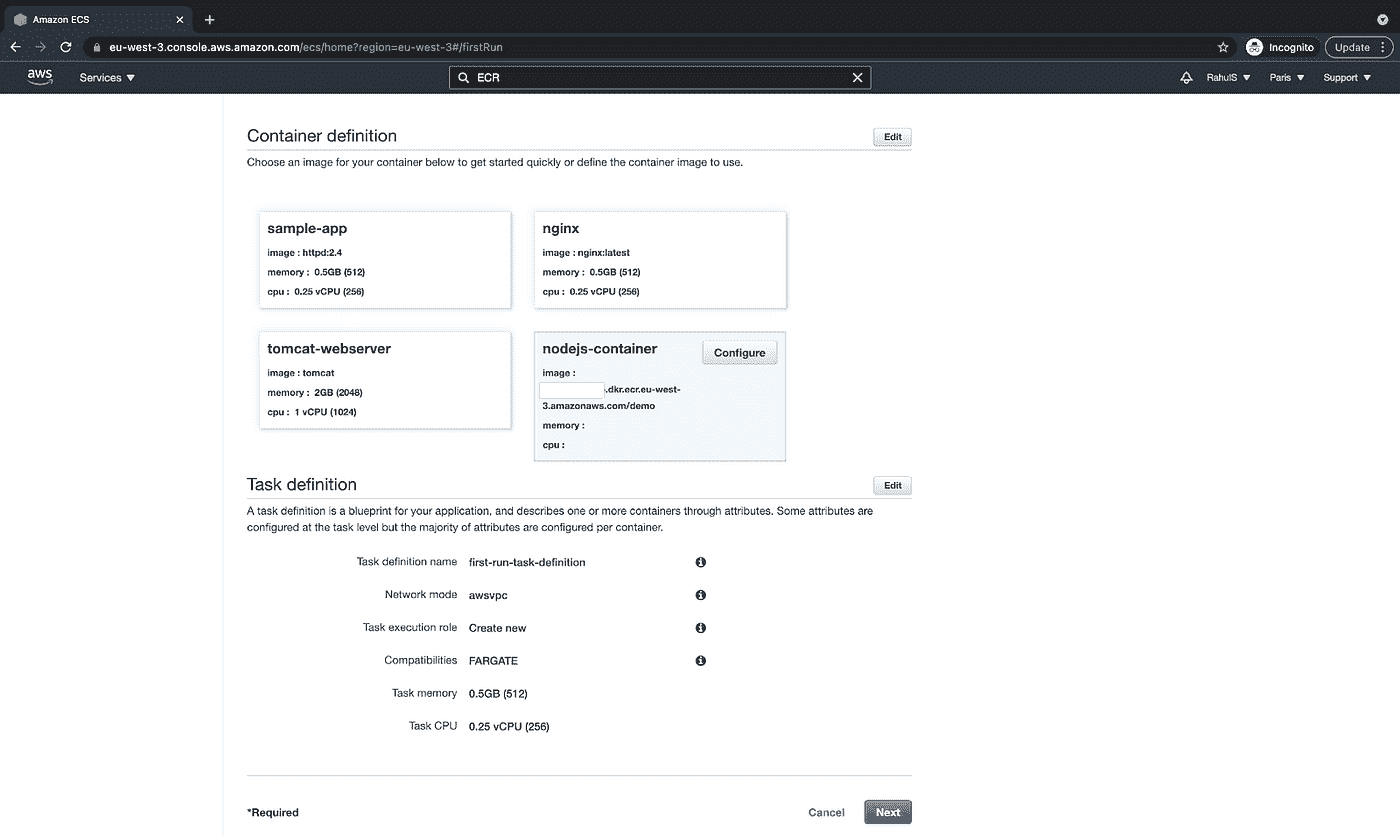 Amazon ECS
eu-west-3.console.aws.amazon.com/ecs/home?region=eu-west-3#/firstRun
Incognito
Update
aws
Services
ECR
RahulS
Paris
Support
Container definition
Edit
Choose an image for your container below to get started quickly or define the container image to use.
sample-app
image : httpd:2.4
memory : 0.5GB (512)
cpu : 0.25 vCPU (256)
nginx
image : nginx:latest
memory : 0.5GB (512)
cpu : 0.25 vCPU (256)
tomcat-webserver
image : tomcat
memory : 2GB (2048)
cpu : 1 vCPU (1024)
nodejs-container
Configure
image :
.dkr.ecr.eu-west-
3.amazonaws.com/demo
memory :
cpu :
Task definition
Edit
A task definition is a blueprint for your application, and describes one or more containers through attributes. Some attributes are
configured at the task level but the majority of attributes are configured per container.
Task definition name first-run-task-definition
Network mode awsvpc
Task execution role Create new
Compatibilities FARGATE
Task memory 0.5GB (512)
Task CPU 0.25 vCPU (256)
*Required
Cancel
Next